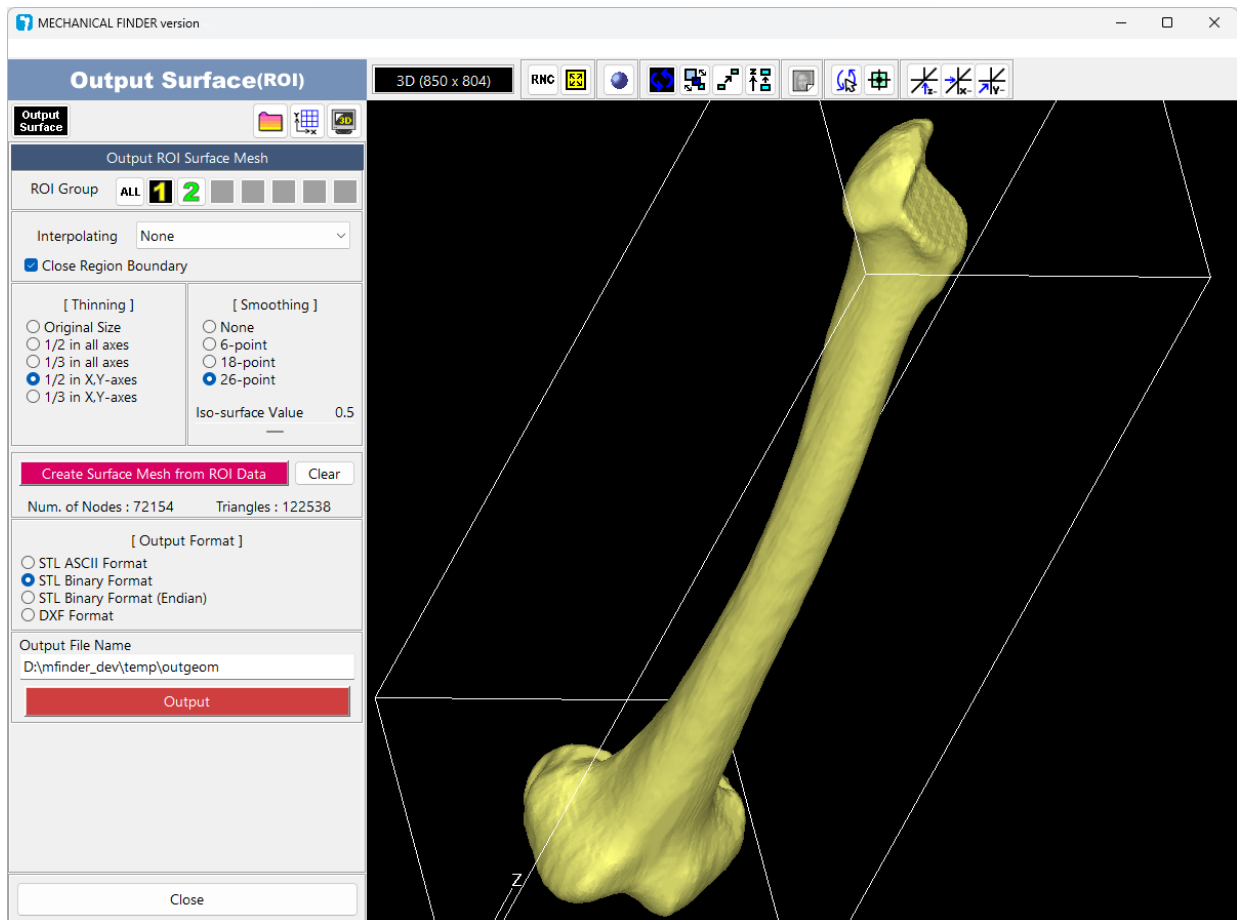 MECHANICAL FINDER version
Output Surface(ROI)
3D (850 x 804)
RNC
z-
x-
Y-
Output
Surface
Y
x
3D
Output ROI Surface Mesh
ROI Group
ALL
1
2
Interpolating
None
Close Region Boundary
[ Thinning ]
Original Size
1/2 in all axes
1/3 in all axes
1/2 in X,Y-axes
1/3 in X,Y-axes
[ Smoothing ]
None
6-point
18-point
26-point
Iso-surface Value 0.5
Create Surface Mesh from ROI Data
Clear
Num. of Nodes : 72154 Triangles : 122538
[ Output Format ]
STL ASCII Format
STL Binary Format
STL Binary Format (Endian)
DXF Format
Output File Name
D:\mfinder_dev\temp\outgeom
Output
Close
Z